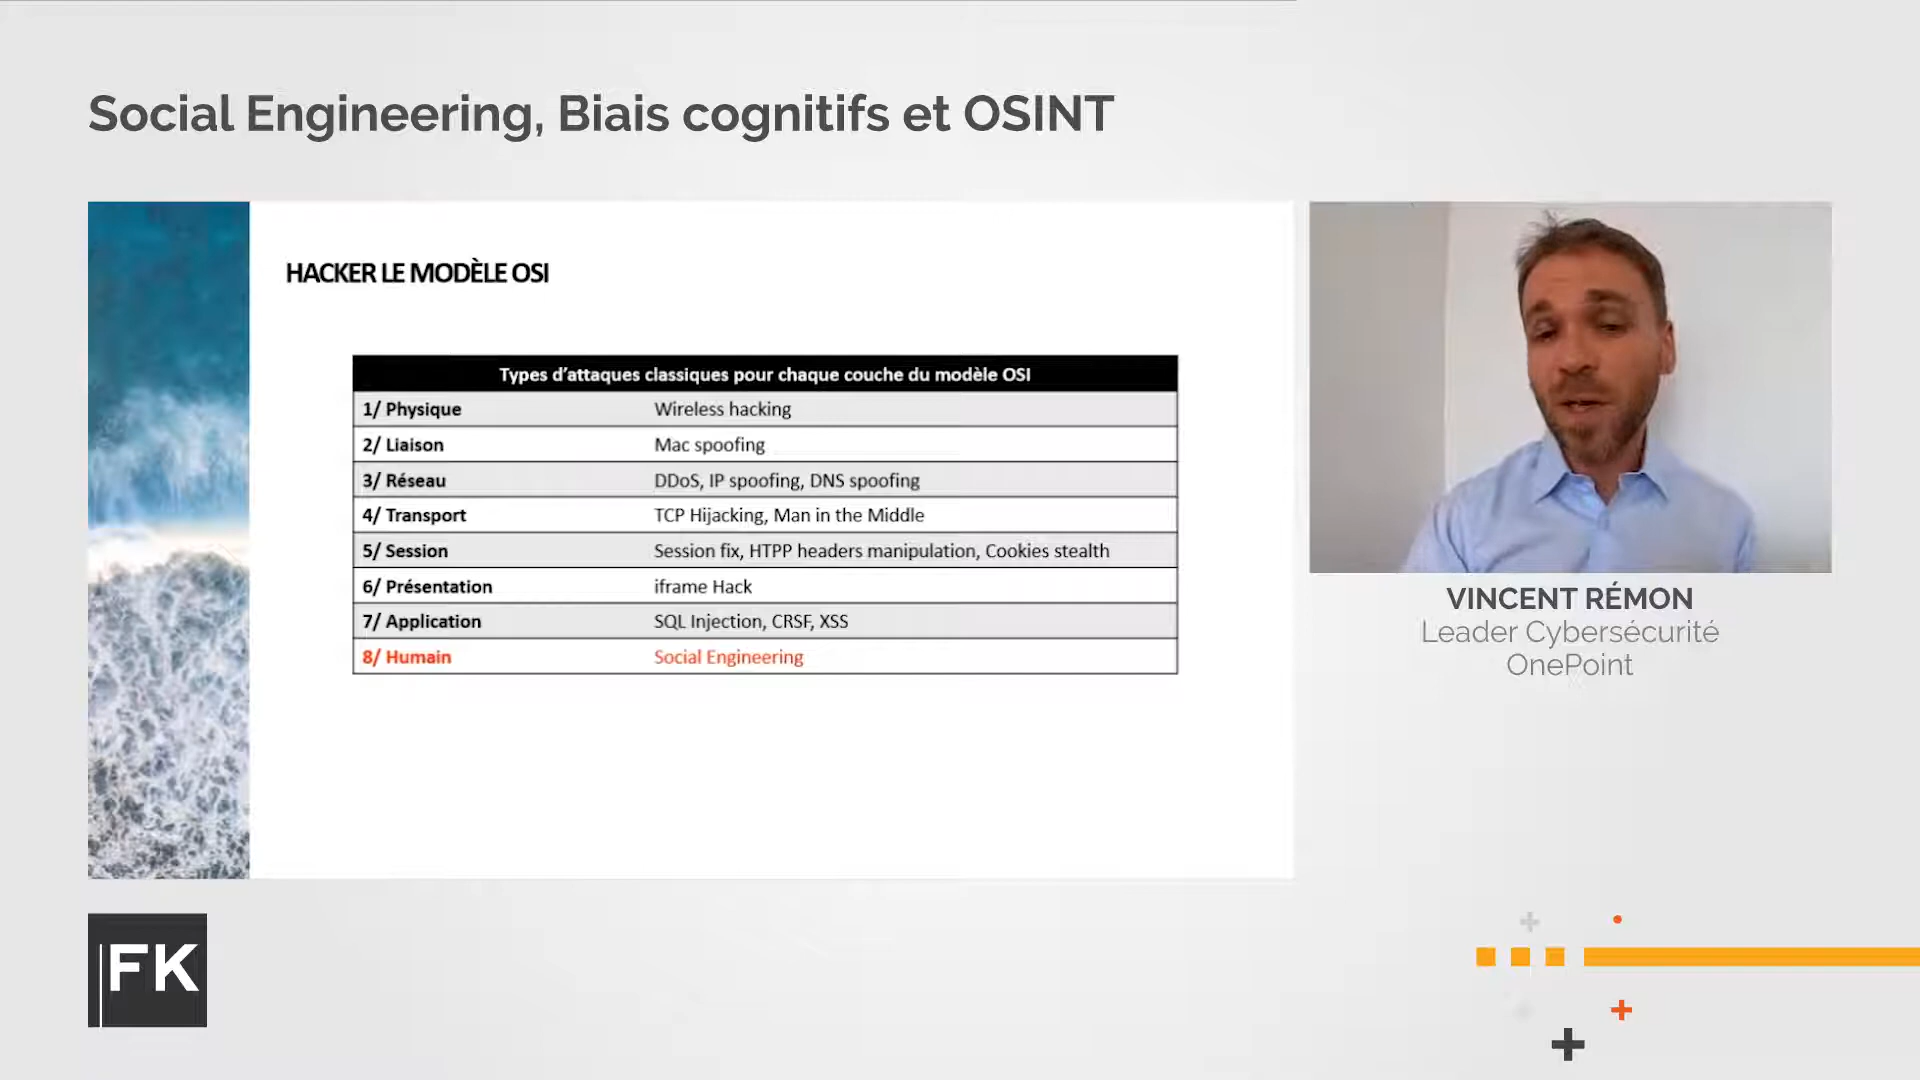 Social Engineering, Biais cognitifs et OSINT
HACKER LE MODÈLE OSI
Types d'attaques classiques pour chaque couche du modèle OSI
1/ Physique Wireless hacking
2/ Liaison Mac spoofing
3/ Réseau DDoS, IP spoofing, DNS spoofing
4/ Transport TCP Hijacking, Man in the Middle
5/ Session Session fix, HTPP headers manipulation, Cookies stealth
6/ Présentation iframe Hack
7/ Application SQL Injection, CRSF, XSS
8/ Humain Social Engineering
VINCENT RÉMON
Leader Cybersécurité
OnePoint
FK